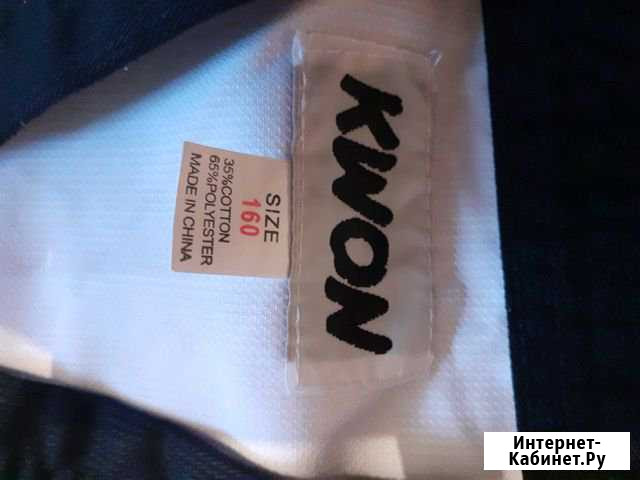 KWON
SIZE
160
35%COTTON
65%POLYESTER
MADE IN CHINA
Интернет-
Кабинет.Ру